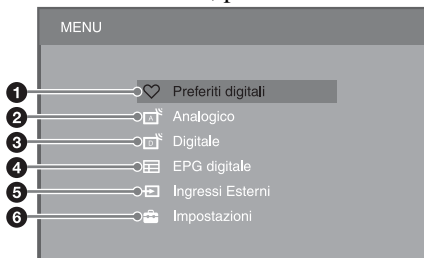 MENU
1 Preferiti digitali
2 A Analogico
3 D Digitale
4 EPG digitale
5 Ingressi Esterni
6 Impostazioni